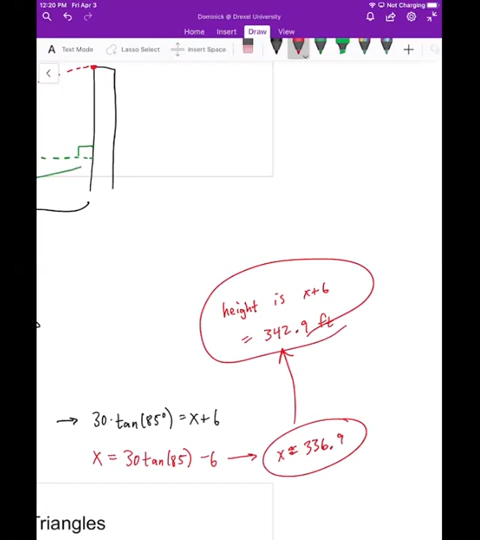 12:20 PM Fri Apr 3
Not Charging
Dominick @ Drexel University
Home Insert Draw View
Text Mode Lasso Select Insert Space
height is x+6
= 342.9 ft
→ 30·tan(85°) = x+6
x = 30tan(85) -6 → x ≈ 336.9
Triangles